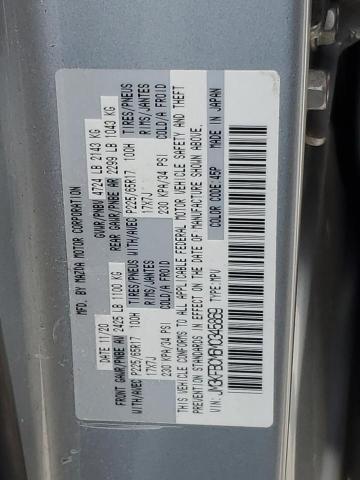 MFD. BY MAZDA MOTOR CORPORATION
DATE 11/20 GVWR/PNBV 4724 LB 2143 KG
FRONT GAWR/PNBE AV 2425 LB 1100 KG REAR GAWR/PNBE AR 2299 LB 1043 KG
WITH/AVEC P225/65R17 100H TIRES/PNEUS WITH/AVEC P225/65R17 100H TIRES/PNEUS
17X7J RIMS/JANTES 17X7J RIMS/JANTES
230 KPA/34 PSI COLD/A FROID 230 KPA/34 PSI COLD/A FROID
THIS VEHICLE CONFORMS TO ALL APPLICABLE FEDERAL MOTOR VEHICLE SAFETY AND THEFT
PREVENTION STANDARDS IN EFFECT ON THE DATE OF MANUFACTURE SHOWN ABOVE.
TYPE: MPV COLOR CODE 45P MADE IN JAPAN